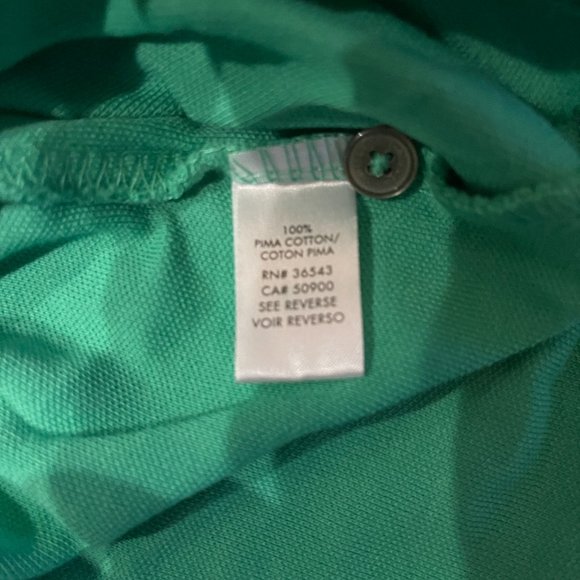 100%
PIMA COTTON/
COTON PIMA
RN# 36543
CA# 50900
SEE REVERSE
VOIR REVERSO